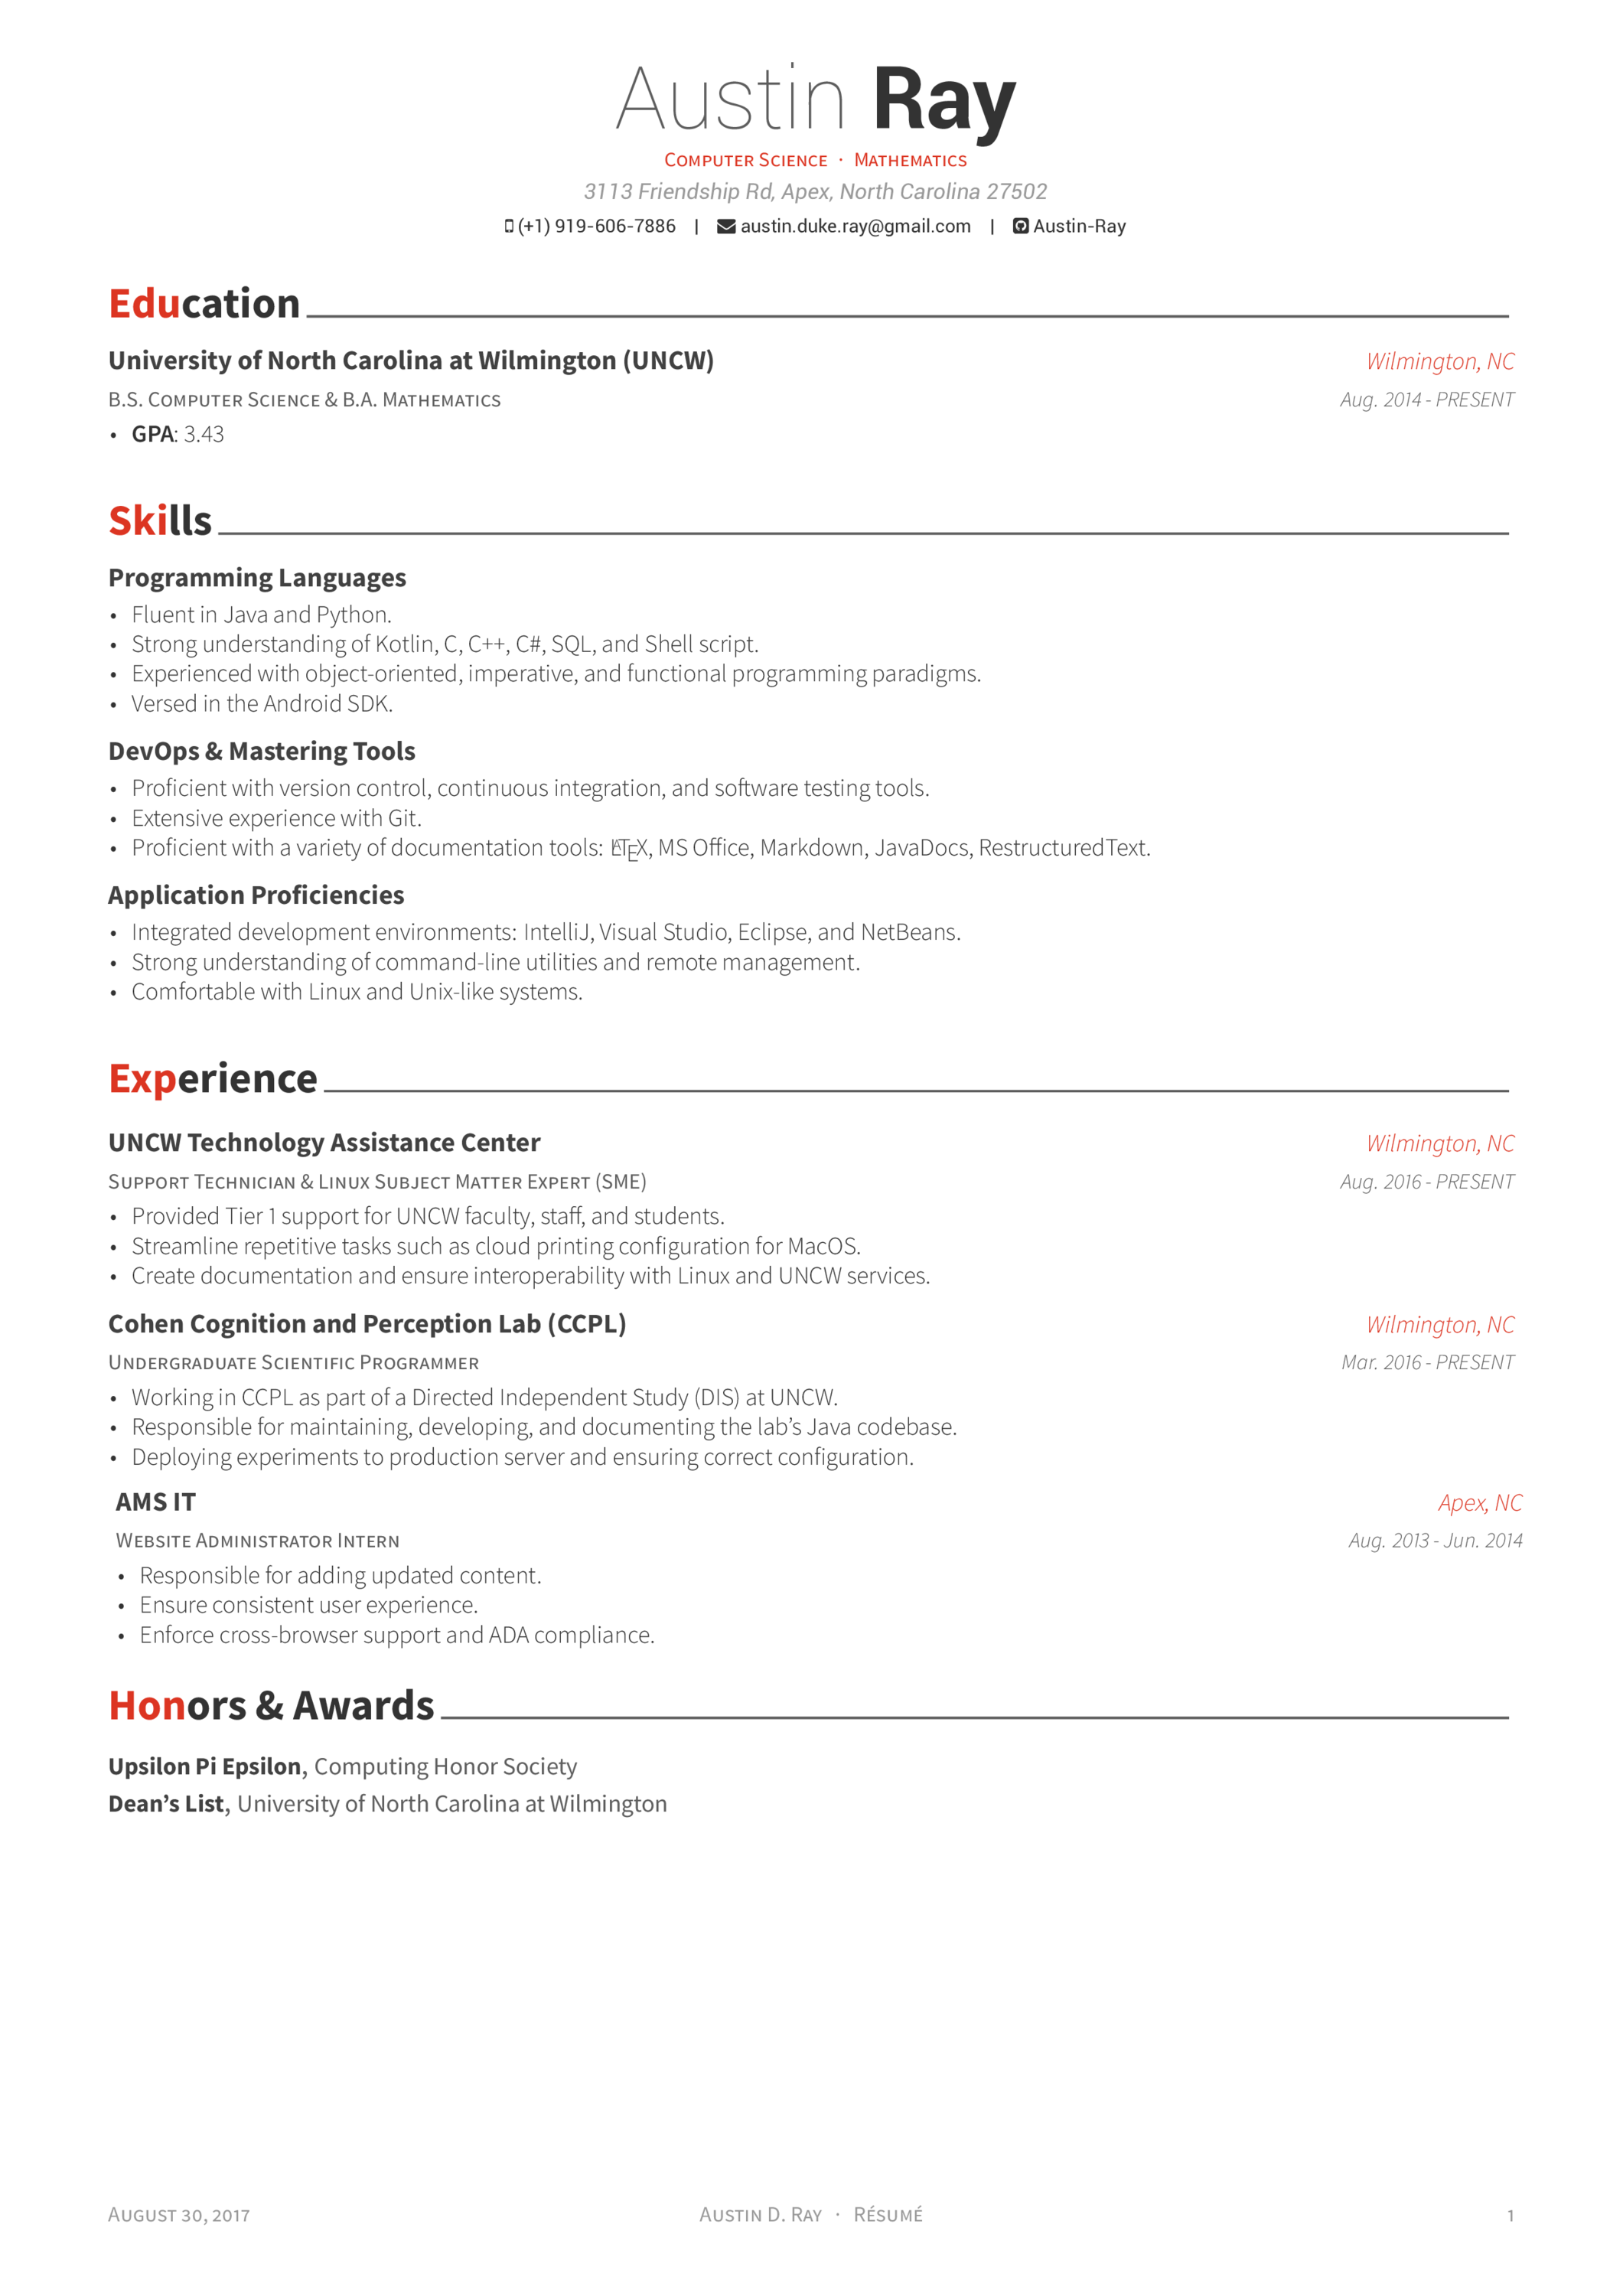 Austin Ray
Computer Science · Mathematics
3113 Friendship Rd, Apex, North Carolina 27502
(+1) 919-606-7886 | austin.duke.ray@gmail.com | Austin-Ray
Education
University of North Carolina at Wilmington (UNCW) Wilmington, NC
B.S. Computer Science & B.A. Mathematics Aug. 2014 - PRESENT
• GPA: 3.43
Skills
Programming Languages
• Fluent in Java and Python.
• Strong understanding of Kotlin, C, C++, C#, SQL, and Shell script.
• Experienced with object-oriented, imperative, and functional programming paradigms.
• Versed in the Android SDK.
DevOps & Mastering Tools
• Proficient with version control, continuous integration, and software testing tools.
• Extensive experience with Git.
• Proficient with a variety of documentation tools: LATEX, MS Office, Markdown, JavaDocs, RestructuredText.
Application Proficiencies
• Integrated development environments: IntelliJ, Visual Studio, Eclipse, and NetBeans.
• Strong understanding of command-line utilities and remote management.
• Comfortable with Linux and Unix-like systems.
Experience
UNCW Technology Assistance Center Wilmington, NC
Support Technician & Linux Subject Matter Expert (SME) Aug. 2016 - PRESENT
• Provided Tier 1 support for UNCW faculty, staff, and students.
• Streamline repetitive tasks such as cloud printing configuration for MacOS.
• Create documentation and ensure interoperability with Linux and UNCW services.
Cohen Cognition and Perception Lab (CCPL) Wilmington, NC
Undergraduate Scientific Programmer Mar. 2016 - PRESENT
• Working in CCPL as part of a Directed Independent Study (DIS) at UNCW.
• Responsible for maintaining, developing, and documenting the lab's Java codebase.
• Deploying experiments to production server and ensuring correct configuration.
AMS IT Apex, NC
Website Administrator Intern Aug. 2013 - Jun. 2014
• Responsible for adding updated content.
• Ensure consistent user experience.
• Enforce cross-browser support and ADA compliance.
Honors & Awards
Upsilon Pi Epsilon, Computing Honor Society
Dean's List, University of North Carolina at Wilmington
August 30, 2017 Austin D. Ray · Résumé 1